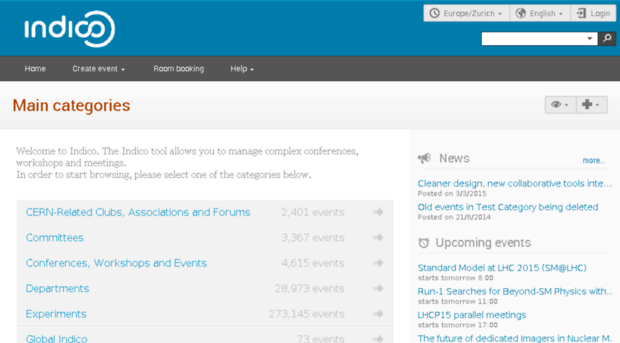 indico
Europe/Zurich
English
Login
Home
Create event
Room booking
Help
Main categories
Welcome to Indico. The Indico tool allows you to manage complex conferences,
workshops and meetings.
In order to start browsing, please select one of the categories below.
CERN-Related Clubs, Associations and Forums 2,401 events
Committees 3,367 events
Conferences, Workshops and Events 4,615 events
Departments 28,973 events
Experiments 273,145 events
Global Indico 73 events
News more...
Cleaner design, new collaborative tools inte...
Posted on 3/3/2015
Old events in Test Category being deleted
Posted on 21/8/2014
Upcoming events
Standard Model at LHC 2015 (SM@LHC)
starts tomorrow 8:00
Run-1 Searches for Beyond-SM Physics with...
starts tomorrow 11:00
LHCP15 parallel meetings
starts tomorrow 17:00
The future of dedicated Imagers in Nuclear M...